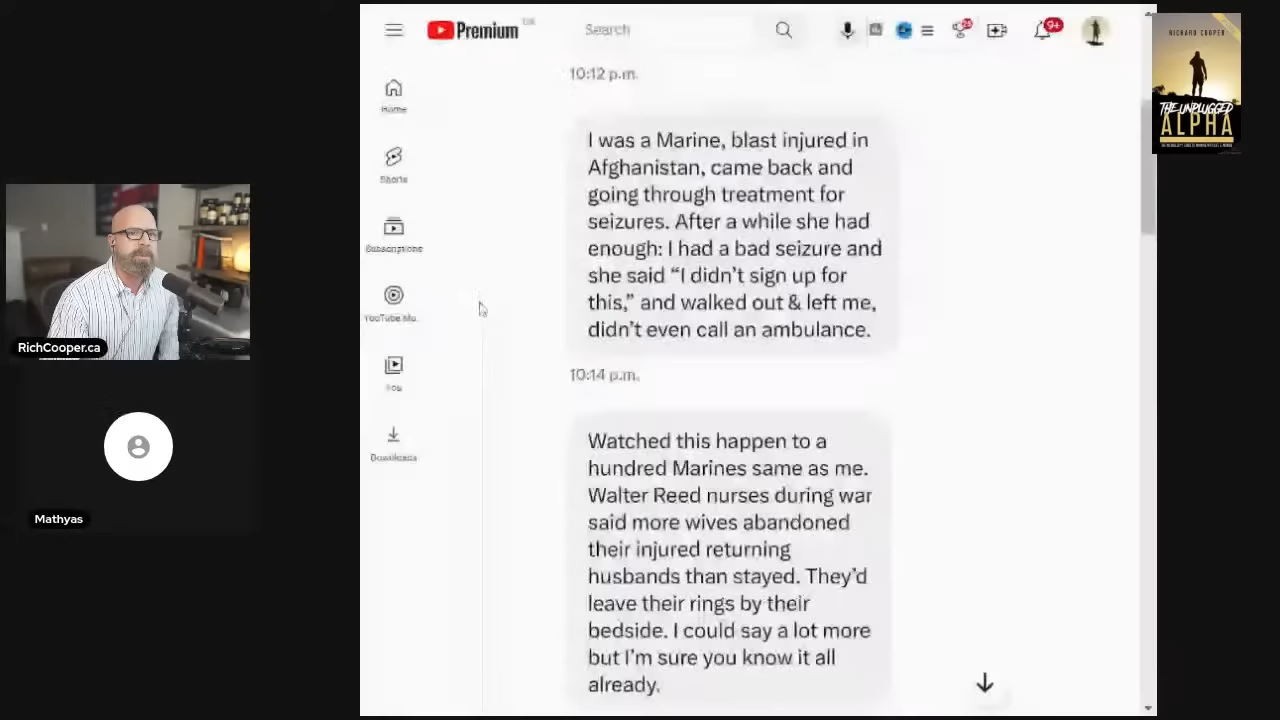 Premium
Search
9+
10:12 p.m.
I was a Marine, blast injured in
Afghanistan, came back and
going through treatment for
seizures. After a while she had
enough: I had a bad seizure and
she said “I didn’t sign up for
this,” and walked out & left me,
didn’t even call an ambulance.
10:14 p.m.
Watched this happen to a
hundred Marines same as me.
Walter Reed nurses during war
said more wives abandoned
their injured returning
husbands than stayed. They’d
leave their rings by their
bedside. I could say a lot more
but I’m sure you know it all
already.
Home
Shorts
Subscriptions
YouTube Mu.
You
Downloads
RichCooper.ca
Mathyas
RICHARD COOPER
THE UNPLUGGED
ALPHA